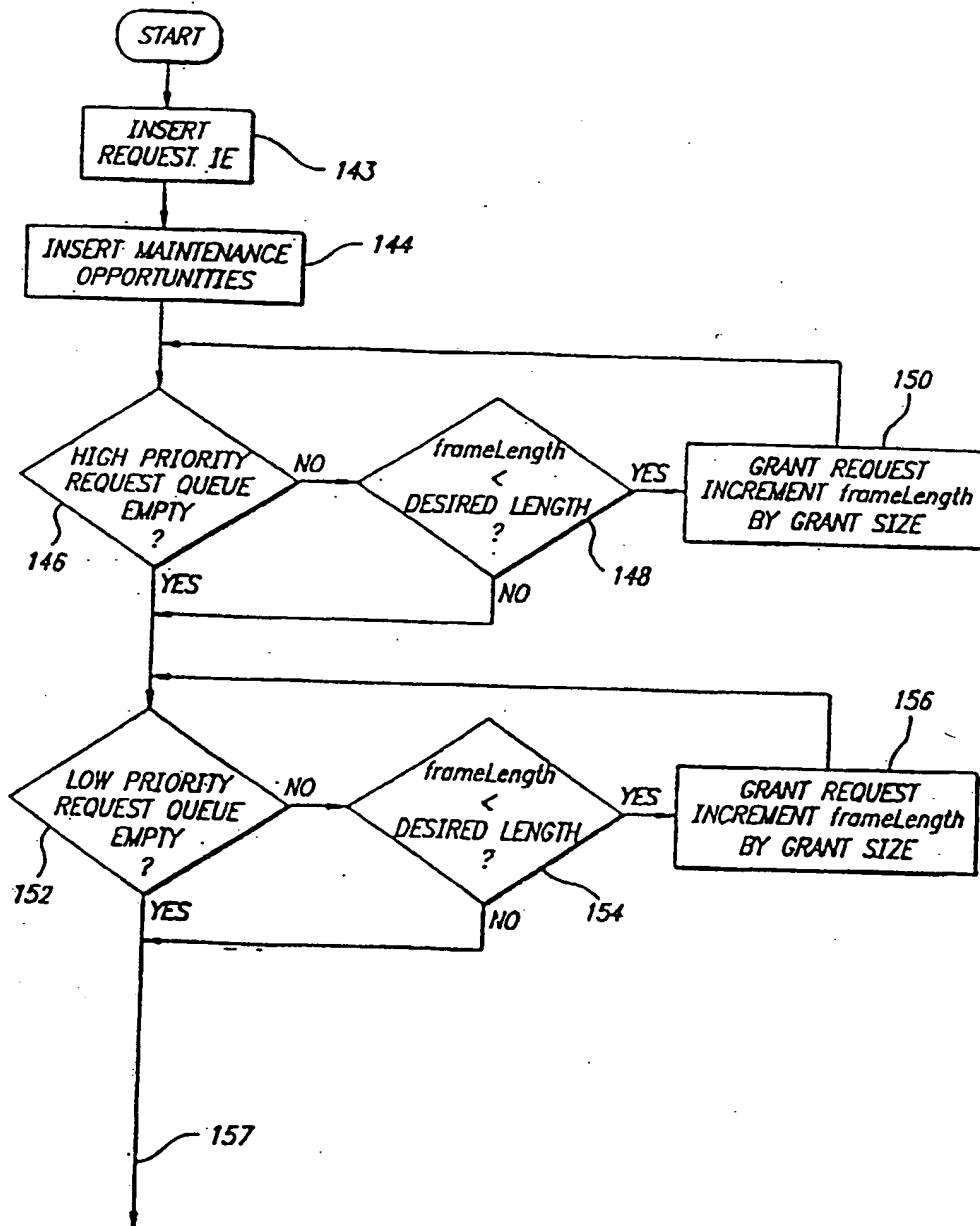 START
INSERT
REQUEST IE
143
INSERT MAINTENANCE
OPPORTUNITIES
144
HIGH PRIORITY
REQUEST QUEUE
EMPTY
?
146
NO
YES
frameLength
<
DESIRED LENGTH
?
148
YES
NO
150
GRANT REQUEST
INCREMENT frameLength
BY GRANT SIZE
LOW PRIORITY
REQUEST QUEUE
EMPTY
?
152
NO
YES
frameLength
<
DESIRED LENGTH
?
154
YES
NO
156
GRANT REQUEST
INCREMENT frameLength
BY GRANT SIZE
157